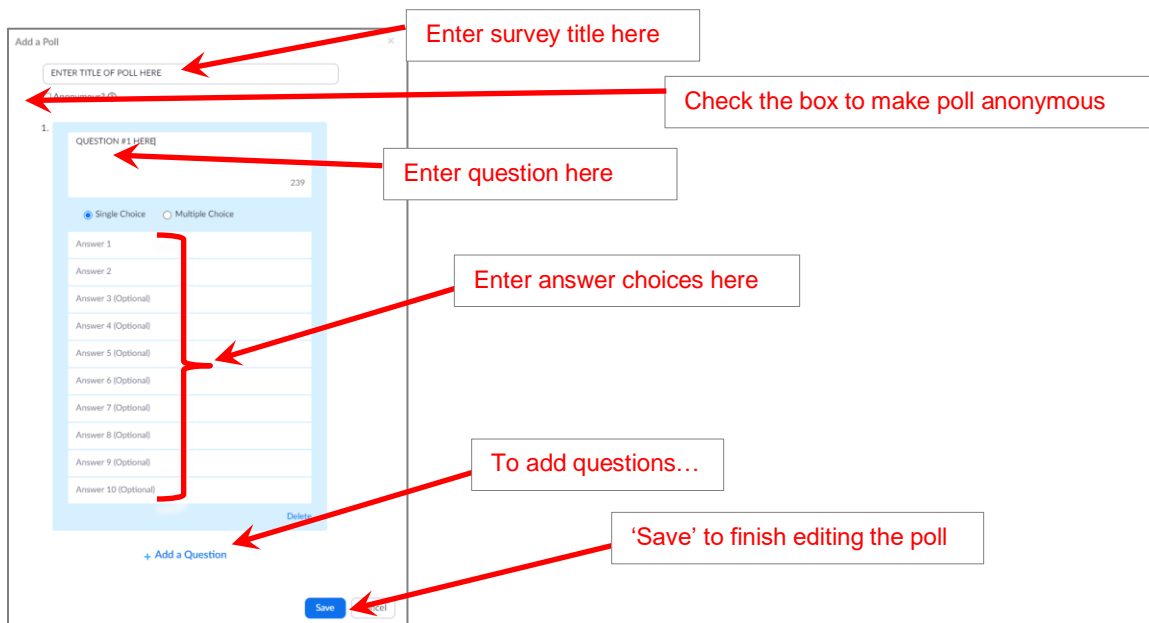 Enter survey title here
Add a Poll ×
ENTER TITLE OF POLL HERE
Anonymous?
Check the box to make poll anonymous
1.
QUESTION #1 HERE
Enter question here
239
Single Choice Multiple Choice
Answer 1
Answer 2
Enter answer choices here
Answer 3 (Optional)
Answer 4 (Optional)
Answer 5 (Optional)
Answer 6 (Optional)
Answer 7 (Optional)
Answer 8 (Optional)
Answer 9 (Optional)
To add questions…
Answer 10 (Optional)
Delete
‘Save’ to finish editing the poll
+ Add a Question
Save Cancel